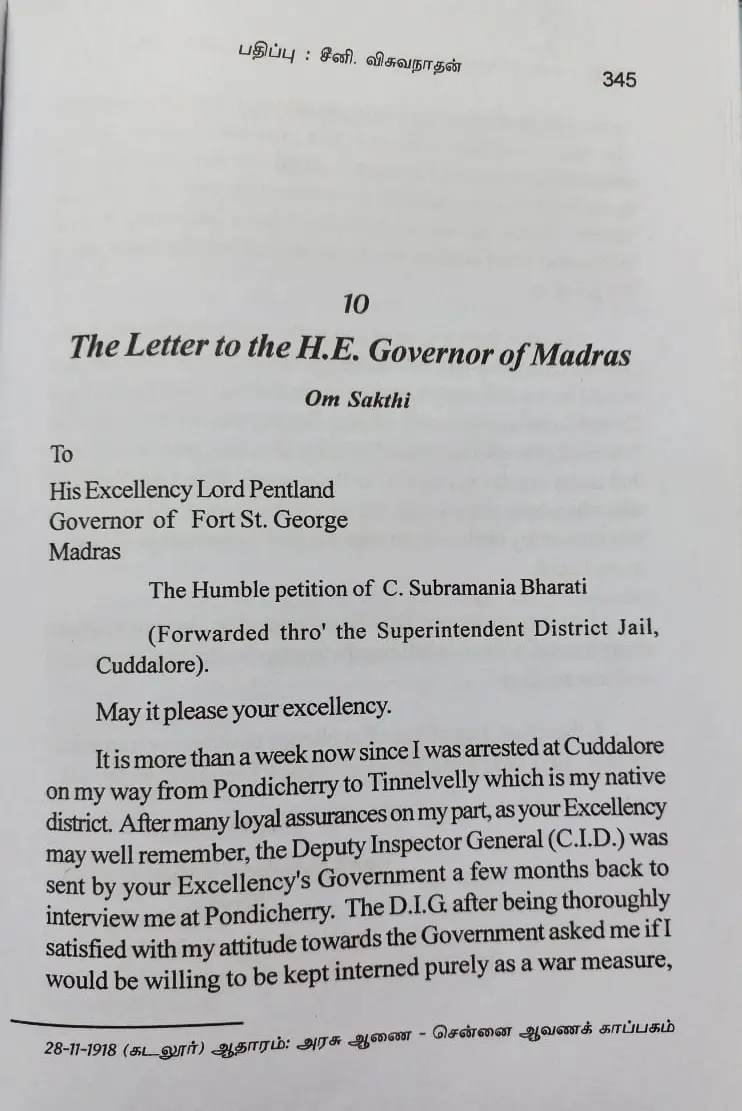 பதிப்பு : சீனி. விசுவநாதன்
345
10
The Letter to the H.E. Governor of Madras
Om Sakthi
To
His Excellency Lord Pentland
Governor of Fort St. George
Madras
The Humble petition of C. Subramania Bharati
(Forwarded thro' the Superintendent District Jail,
Cuddalore).
May it please your excellency.
It is more than a week now since I was arrested at Cuddalore
on my way from Pondicherry to Tinnelvelly which is my native
district. After many loyal assurances on my part, as your Excellency
may well remember, the Deputy Inspector General (C.I.D.) was
sent by your Excellency's Government a few months back to
interview me at Pondicherry. The D.I.G. after being thoroughly
satisfied with my attitude towards the Government asked me if I
would be willing to be kept interned purely as a war measure,
28-11-1918 (கடலூர்) ஆதாரம்: அரசு ஆணை - சென்னை ஆவணக் காப்பகம்